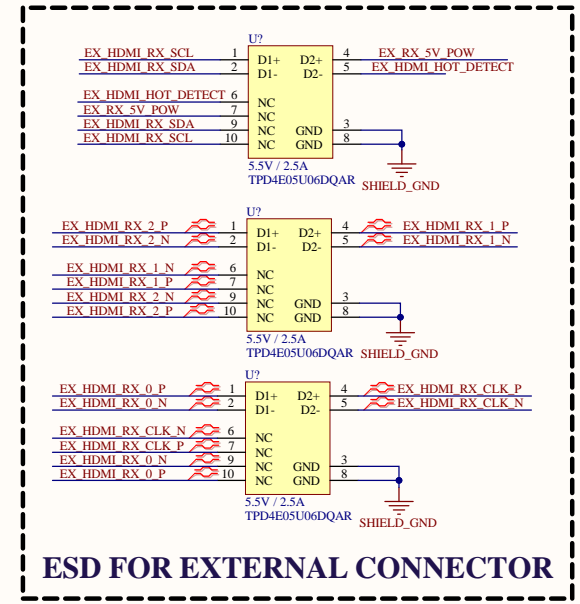 U?
EX_HDMI_RX_SCL 1 D1+ D2+ 4 EX_RX_5V_POW
EX_HDMI_RX_SDA 2 D1- D2- 5 EX_HDMI_HOT_DETECT
EX_HDMI_HOT_DETECT 6 NC
EX_RX_5V_POW 7 NC
EX_HDMI_RX_SDA 9 NC GND 3
EX_HDMI_RX_SCL 10 NC GND 8
5.5V / 2.5A
TPD4E05U06DQAR
SHIELD_GND
U?
EX_HDMI_RX_2_P 1 D1+ D2+ 4 EX_HDMI_RX_1_P
EX_HDMI_RX_2_N 2 D1- D2- 5 EX_HDMI_RX_1_N
EX_HDMI_RX_1_N 6 NC
EX_HDMI_RX_1_P 7 NC
EX_HDMI_RX_2_N 9 NC GND 3
EX_HDMI_RX_2_P 10 NC GND 8
5.5V / 2.5A
TPD4E05U06DQAR
SHIELD_GND
U?
EX_HDMI_RX_0_P 1 D1+ D2+ 4 EX_HDMI_RX_CLK_P
EX_HDMI_RX_0_N 2 D1- D2- 5 EX_HDMI_RX_CLK_N
EX_HDMI_RX_CLK_N 6 NC
EX_HDMI_RX_CLK_P 7 NC
EX_HDMI_RX_0_N 9 NC GND 3
EX_HDMI_RX_0_P 10 NC GND 8
5.5V / 2.5A
TPD4E05U06DQAR
SHIELD_GND
ESD FOR EXTERNAL CONNECTOR